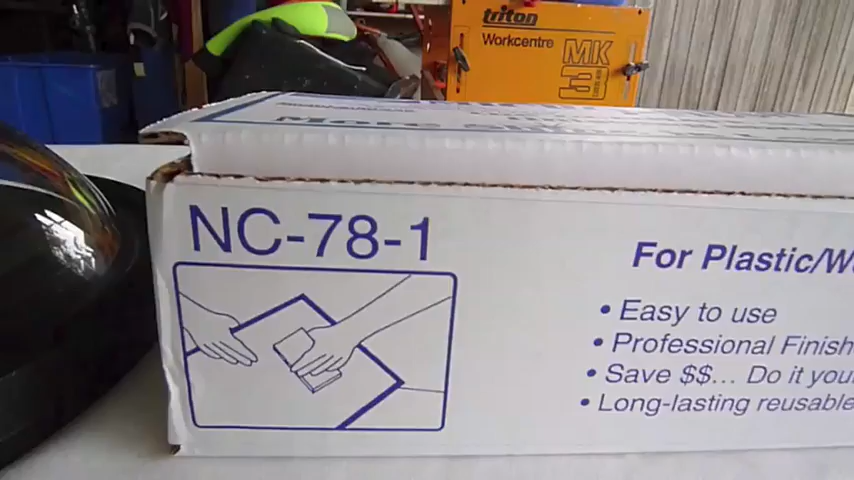 triton
Workcentre
MK
3
NC-78-1
For Plastic/W
• Easy to use
• Professional Finish
• Save $$... Do it you
• Long-lasting reusabl